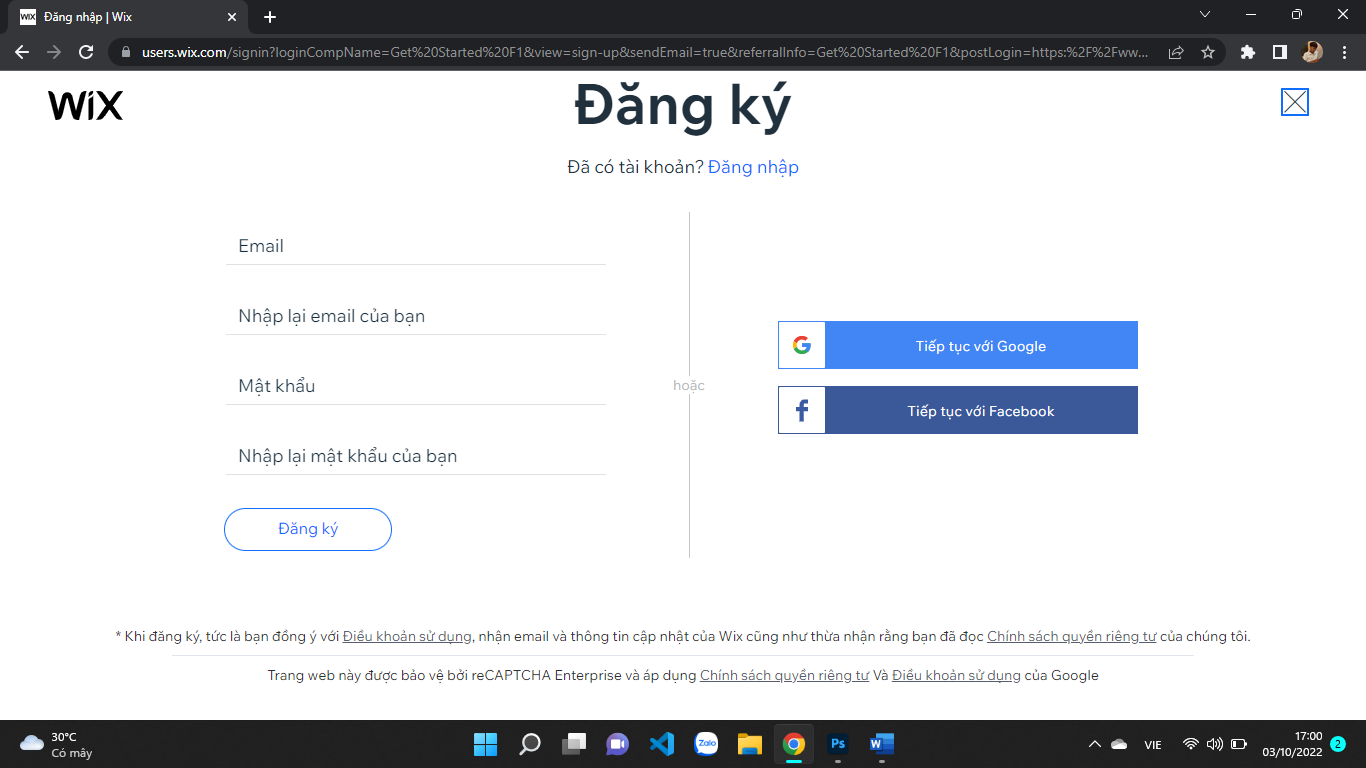 WiX
Đăng nhập | Wix
users.wix.com/signin?loginCompName=Get%20Started%20F1&view=sign-up&sendEmail=true&referralInfo=Get%20Started%20F1&postLogin=https:%2F%2Fww...
WiX
Đăng ký
Đã có tài khoản? Đăng nhập
Email
Nhập lại email của bạn
Mật khẩu
Nhập lại mật khẩu của bạn
Đăng ký
hoặc
G
Tiếp tục với Google
f
Tiếp tục với Facebook
* Khi đăng ký, tức là bạn đồng ý với Điều khoản sử dụng, nhận email và thông tin cập nhật của Wix cũng như thừa nhận rằng bạn đã đọc Chính sách quyền riêng tư của chúng tôi.
Trang web này được bảo vệ bởi reCAPTCHA Enterprise và áp dụng Chính sách quyền riêng tư Và Điều khoản sử dụng của Google
30°C
Có mây
Zalo
Ps
W
VIE
17:00
03/10/2022
2